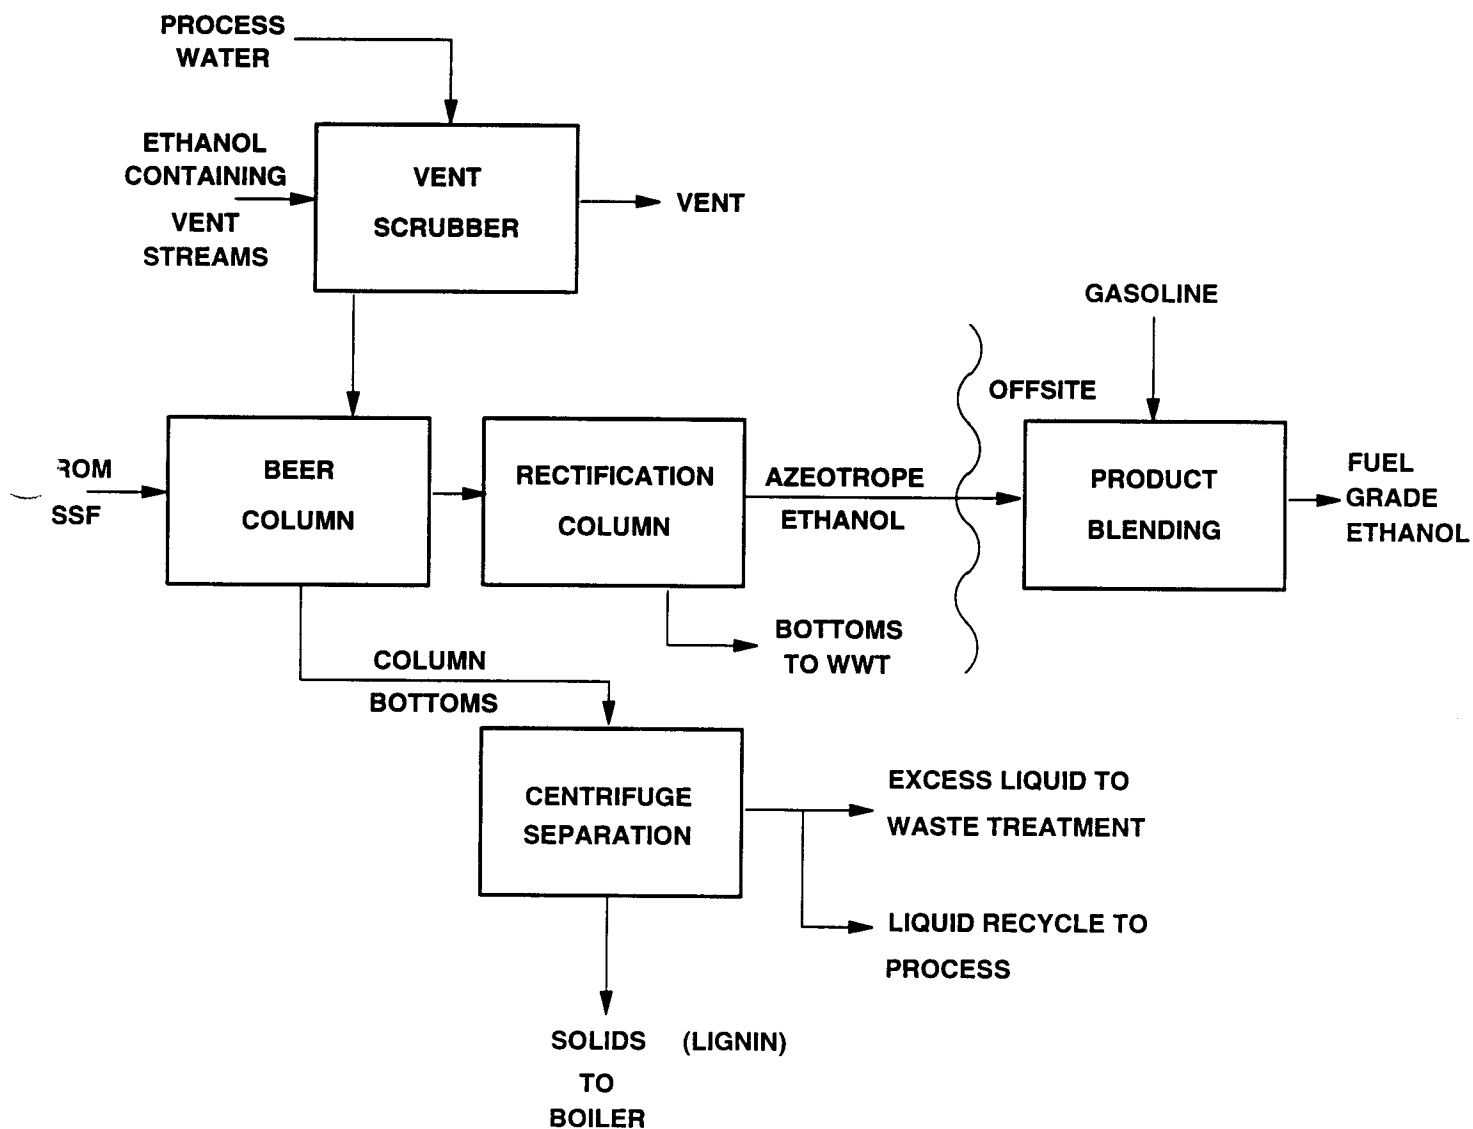 PROCESS
WATER
ETHANOL
CONTAINING
VENT
STREAMS
VENT
SCRUBBER
VENT
GASOLINE
OFFSITE
ROM
SSF
BEER
COLUMN
RECTIFICATION
COLUMN
AZEOTROPE
ETHANOL
PRODUCT
BLENDING
FUEL
GRADE
ETHANOL
BOTTOMS
TO WWT
COLUMN
BOTTOMS
CENTRIFUGE
SEPARATION
EXCESS LIQUID TO
WASTE TREATMENT
LIQUID RECYCLE TO
PROCESS
SOLIDS (LIGNIN)
TO
BOILER